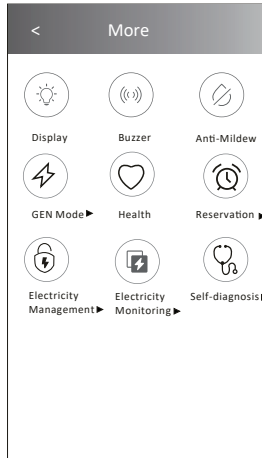 < More
Display Buzzer Anti-Mildew
GEN Mode▶ Health Reservation▶
Electricity Electricity Self-diagnosis▶
Management▶ Monitoring▶